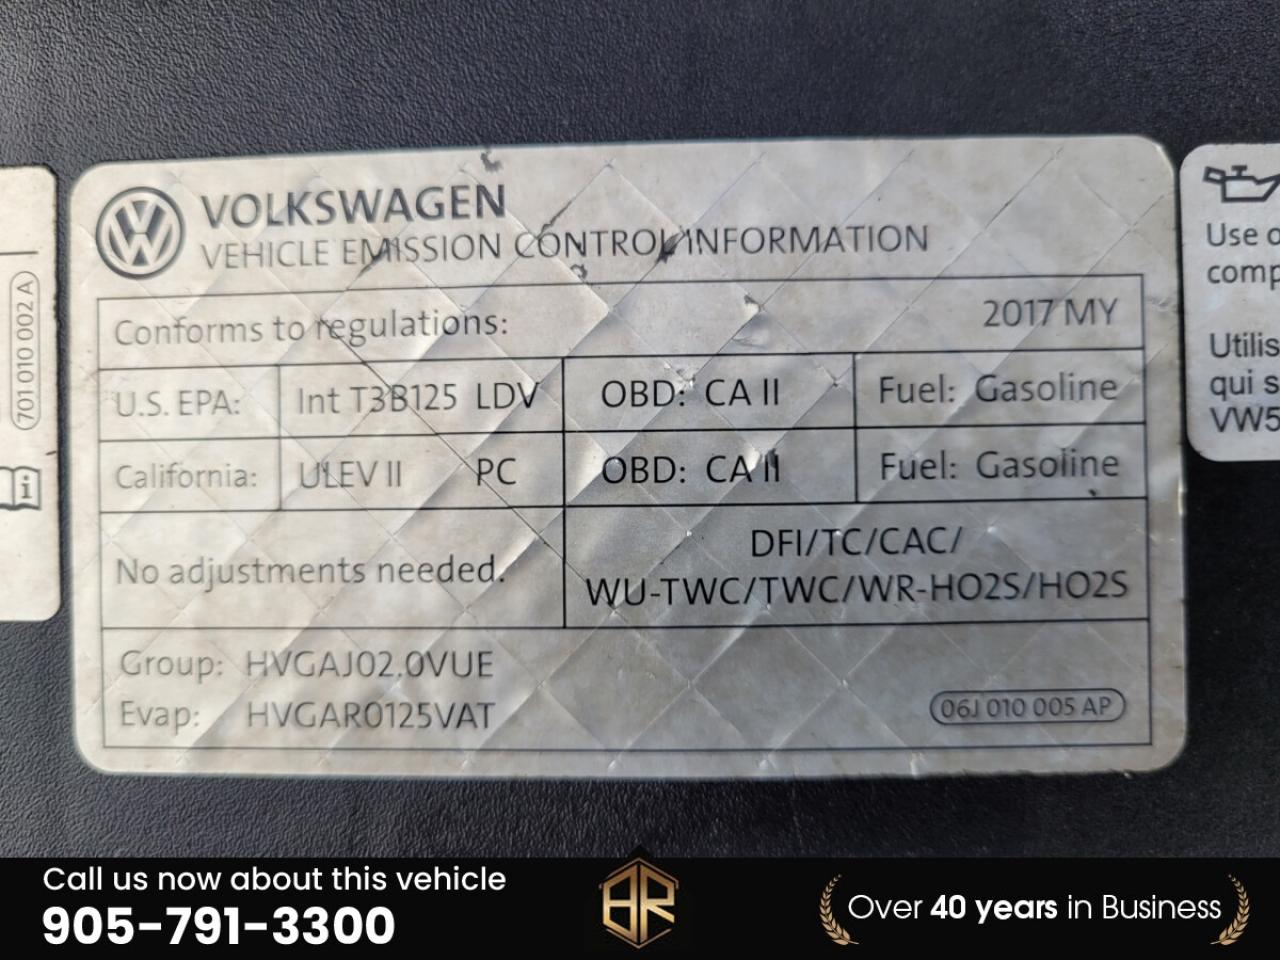 VOLKSWAGEN
VEHICLE EMISSION CONTROL INFORMATION
Conforms to regulations: 2017 MY
U.S. EPA: Int T3B125 LDV OBD: CA II Fuel: Gasoline
California: ULEV II PC OBD: CA II Fuel: Gasoline
No adjustments needed.
DFI/TC/CAC/
WU-TWC/TWC/WR-HO2S/HO2S
Group: HVGAJ02.0VUE
Evap: HVGAR0125VAT
06J 010 005 AP
701 010 002 A
Use o
comp
Utilis
qui s
VW5
Call us now about this vehicle
905-791-3300
BR
Over 40 years in Business